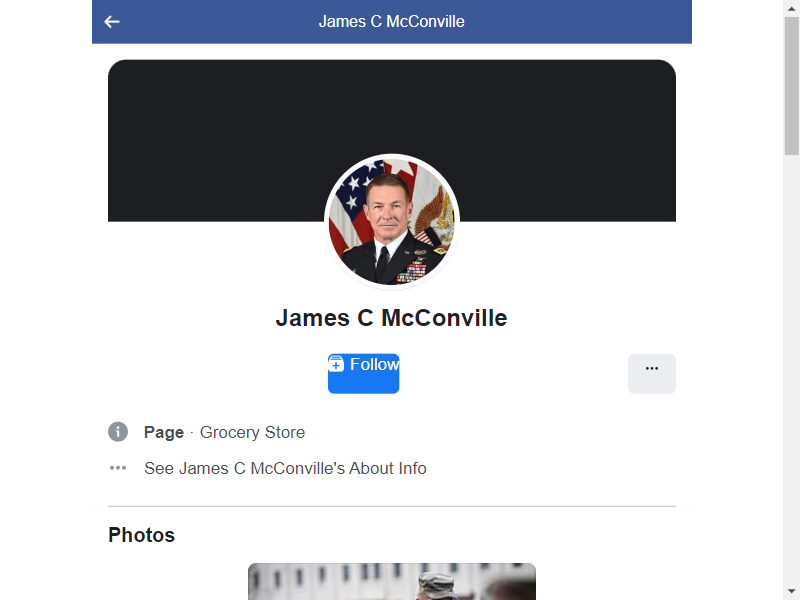 James C McConville
James C McConville
Follow
Page · Grocery Store
See James C McConville's About Info
Photos